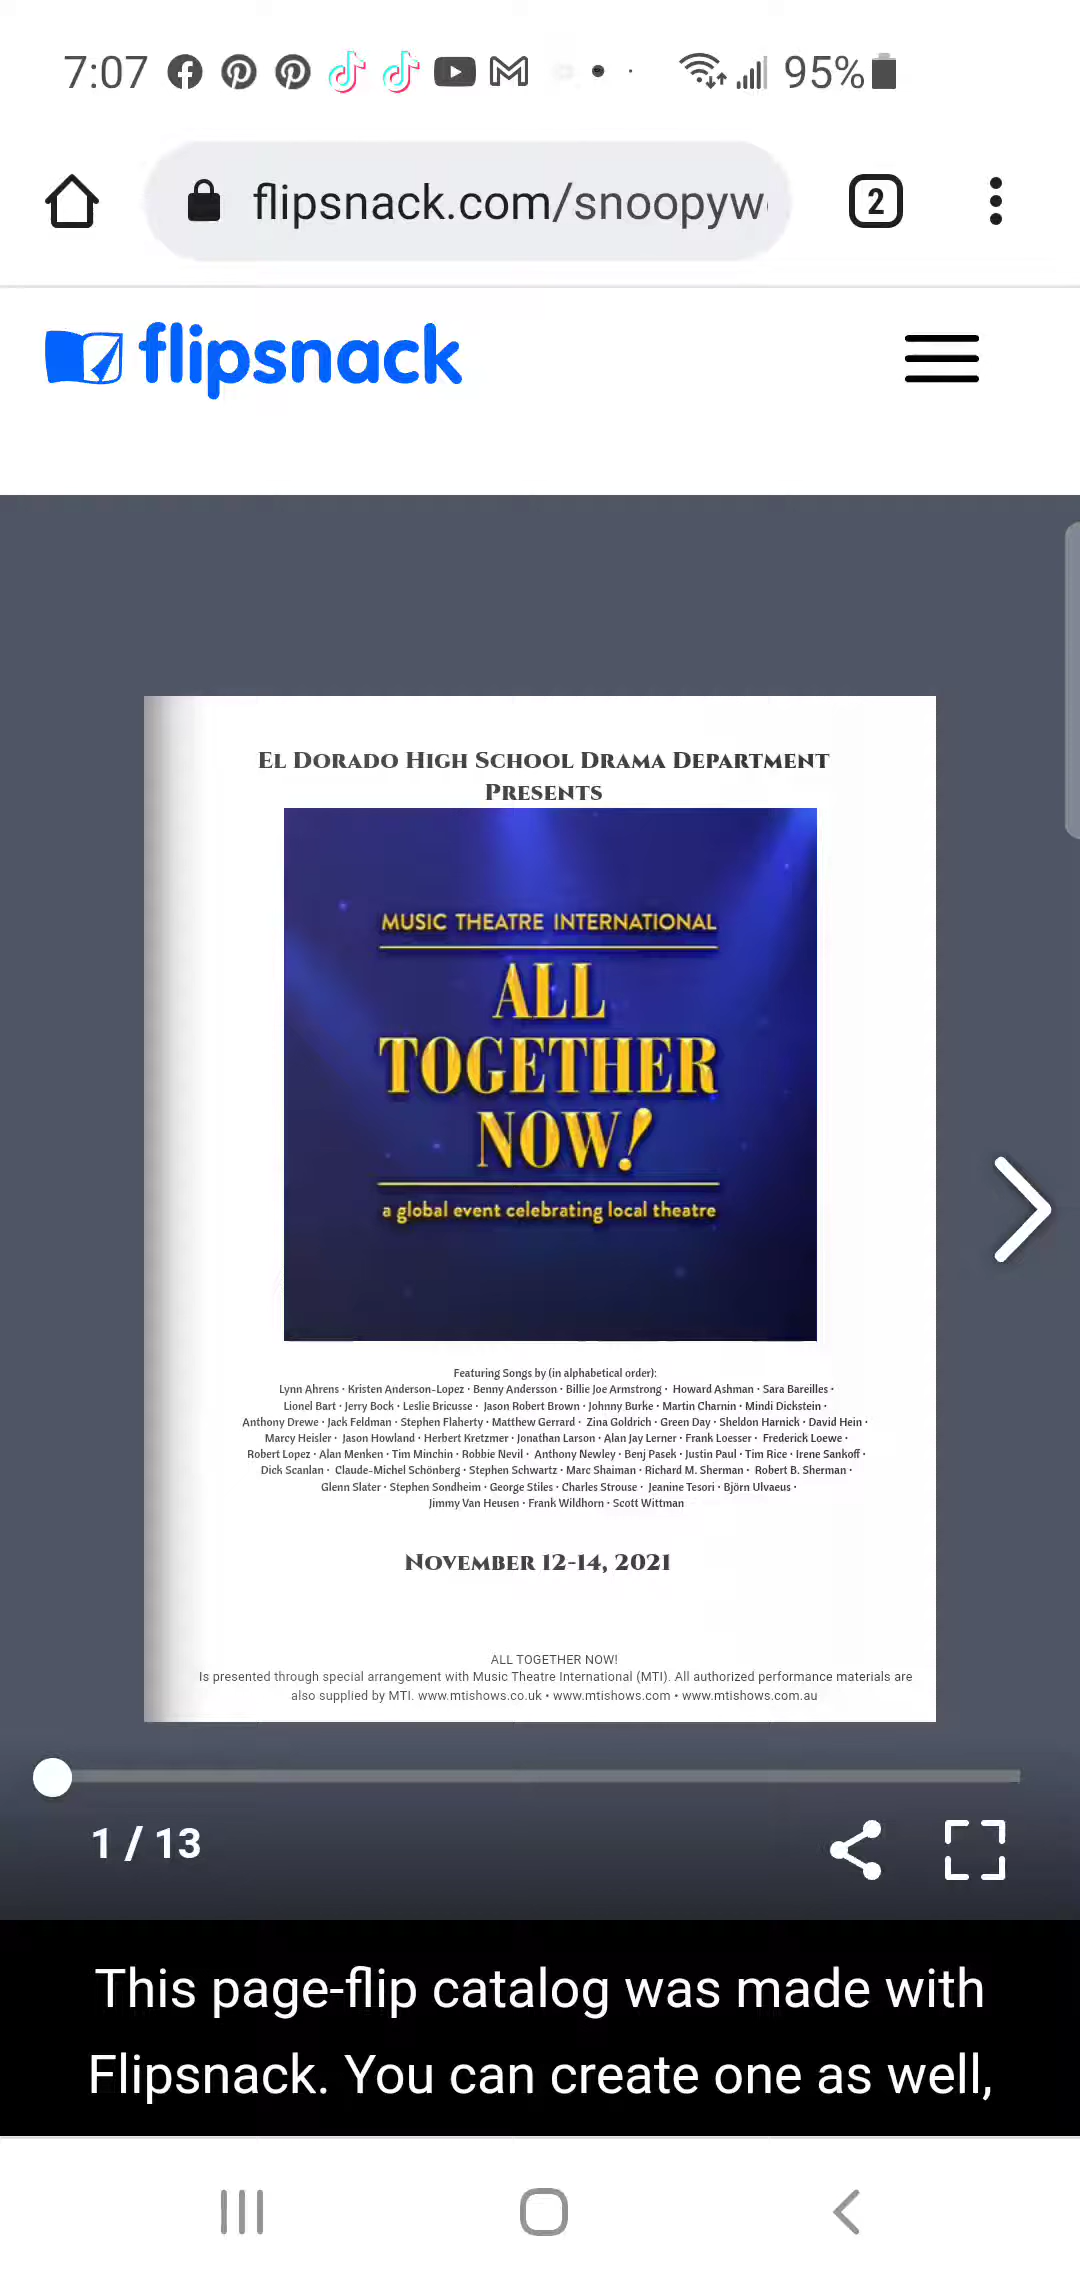 7:07
95%
flipsnack.com/snoopyw
2
flipsnack
El Dorado High School Drama Department
Presents
MUSIC THEATRE INTERNATIONAL
ALL
TOGETHER
NOW!
a global event celebrating local theatre
Featuring Songs by (in alphabetical order):
Lynn Ahrens · Kristen Anderson-Lopez · Benny Andersson · Billie Joe Armstrong · Howard Ashman · Sara Bareilles ·
Lionel Bart · Jerry Bock · Leslie Bricusse · Jason Robert Brown · Johnny Burke · Martin Charnin · Mindi Dickstein ·
Anthony Drewe · Jack Feldman · Stephen Flaherty · Matthew Gerrard · Zina Goldrich · Green Day · Sheldon Harnick · David Hein ·
Marcy Heisler · Jason Howland · Herbert Kretzmer · Jonathan Larson · Alan Jay Lerner · Frank Loesser · Frederick Loewe ·
Robert Lopez · Alan Menken · Tim Minchin · Robbie Nevil · Anthony Newley · Benj Pasek · Justin Paul · Tim Rice · Irene Sankoff ·
Dick Scanlan · Claude-Michel Schönberg · Stephen Schwartz · Marc Shaiman · Richard M. Sherman · Robert B. Sherman ·
Glenn Slater · Stephen Sondheim · George Stiles · Charles Strouse · Jeanine Tesori · Björn Ulvaeus ·
Jimmy Van Heusen · Frank Wildhorn · Scott Wittman
November 12-14, 2021
ALL TOGETHER NOW!
Is presented through special arrangement with Music Theatre International (MTI). All authorized performance materials are
also supplied by MTI. www.mtishows.co.uk • www.mtishows.com • www.mtishows.com.au
1 / 13
This page-flip catalog was made with
Flipsnack. You can create one as well,